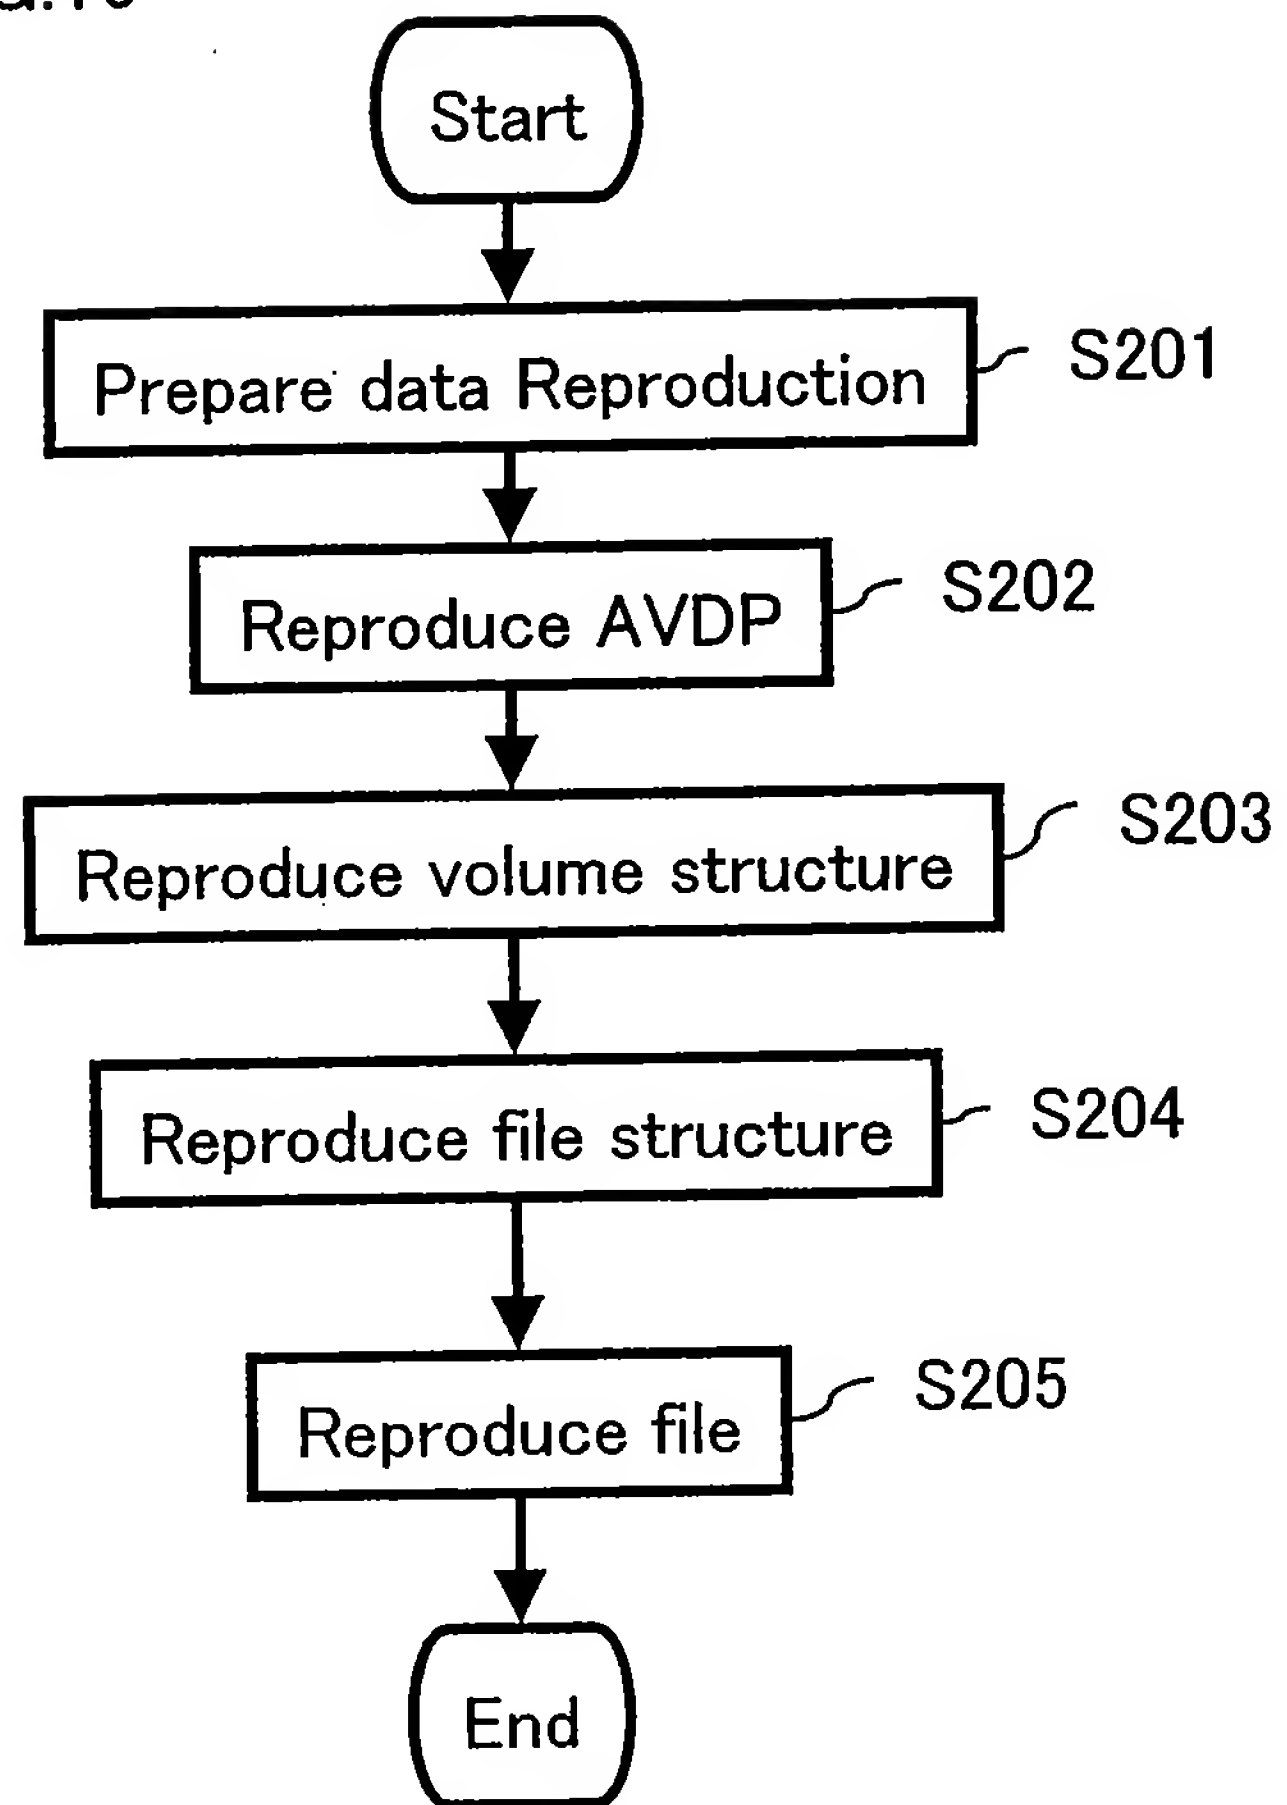 Start
Prepare data Reproduction S201
Reproduce AVDP S202
Reproduce volume structure S203
Reproduce file structure S204
Reproduce file S205
End